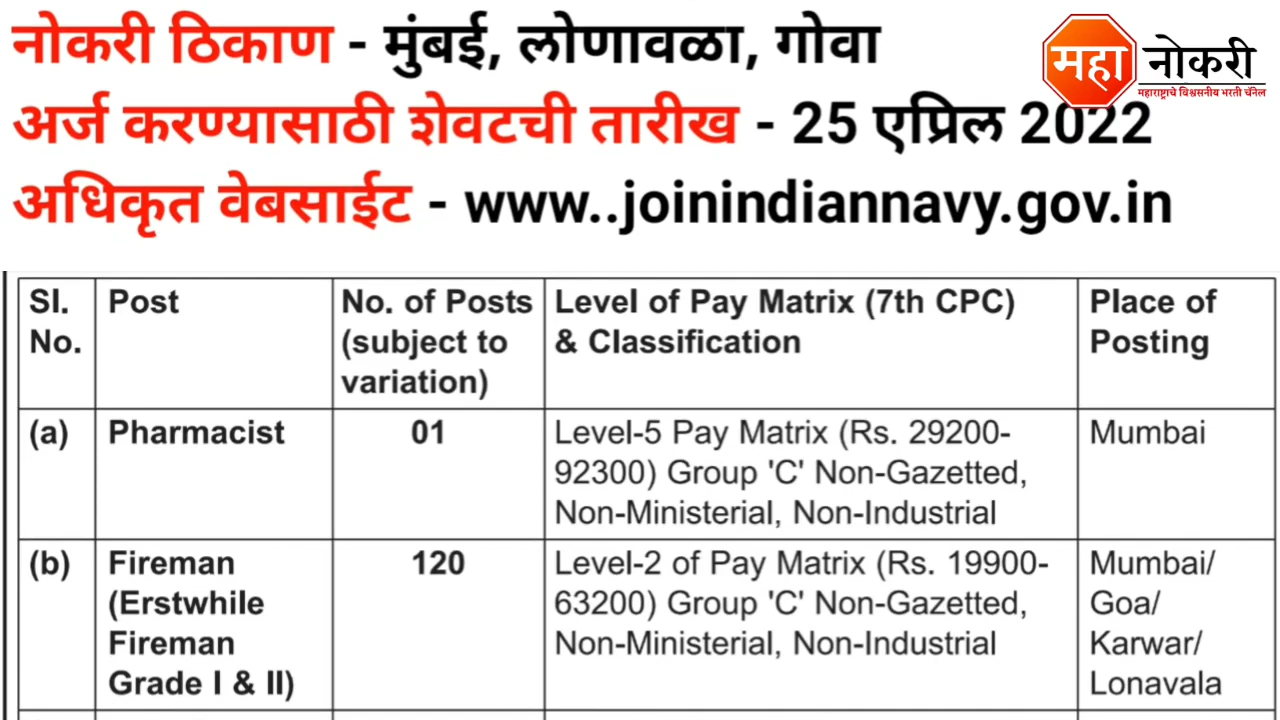 नोकरी ठिकाण - मुंबई, लोणावळा, गोवा
महा नोकरी
महाराष्ट्राचे विश्वसनीय भरती चॅनेल
अर्ज करण्यासाठी शेवटची तारीख - 25 एप्रिल 2022
अधिकृत वेबसाईट - www..joinindiannavy.gov.in
Sl. No.
Post
No. of Posts
(subject to
variation)
Level of Pay Matrix (7th CPC)
& Classification
Place of
Posting
(a)
Pharmacist
01
Level-5 Pay Matrix (Rs. 29200-
92300) Group 'C' Non-Gazetted,
Non-Ministerial, Non-Industrial
Mumbai
(b)
Fireman
(Erstwhile
Fireman
Grade I & II)
120
Level-2 of Pay Matrix (Rs. 19900-
63200) Group 'C' Non-Gazetted,
Non-Ministerial, Non-Industrial
Mumbai/
Goa/
Karwar/
Lonavala